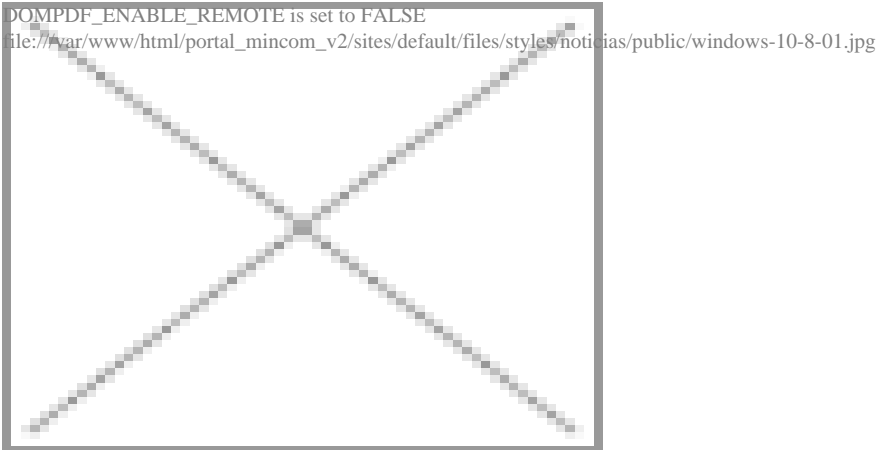 DOMPDF_ENABLE_REMOTE is set to FALSE
file:///var/www/html/portal_mincom_v2/sites/default/files/styles/noticias/public/windows-10-8-01.jpg